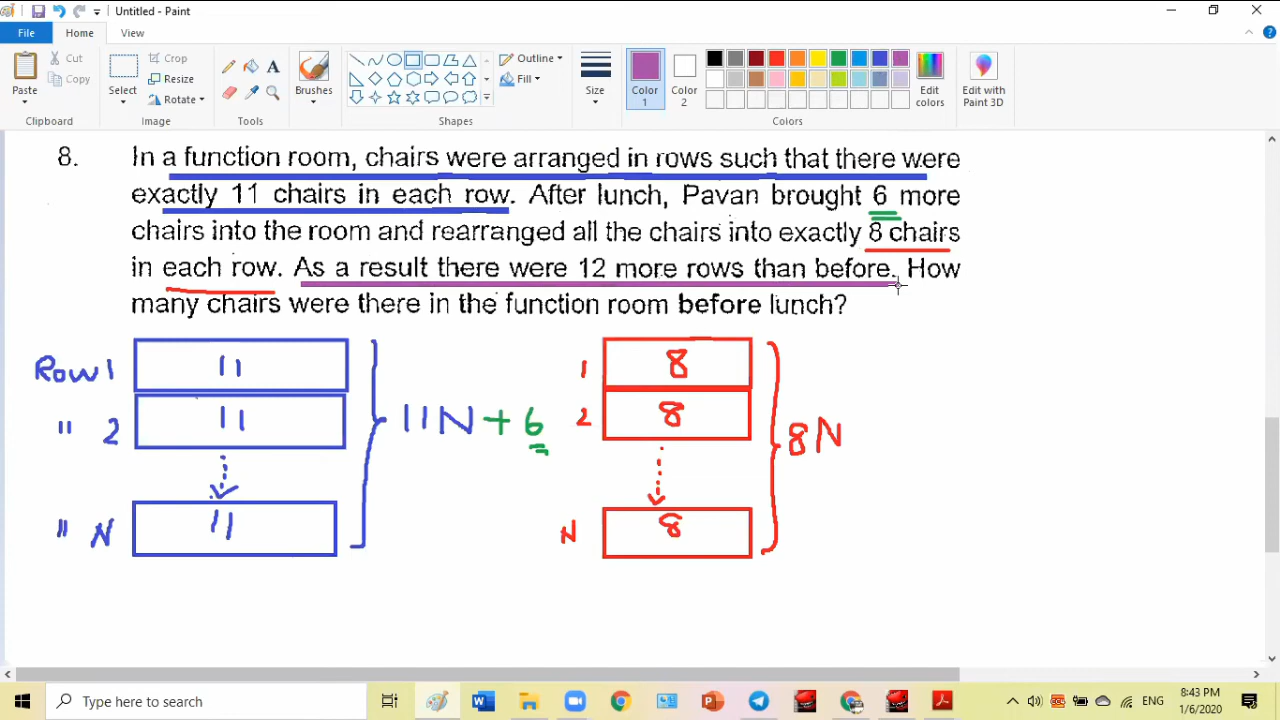 Untitled - Paint
File Home View
Paste Cut Copy Clipboard
Select Crop Resize Rotate Image
A Tools
Brushes
Outline Fill Shapes
Size
Color 1 Color 2 Edit colors Colors
Edit with Paint 3D
8. In a function room, chairs were arranged in rows such that there were
exactly 11 chairs in each row. After lunch, Pavan brought 6 more
chairs into the room and rearranged all the chairs into exactly 8 chairs
in each row. As a result there were 12 more rows than before. How
many chairs were there in the function room before lunch?
Row 1 11 1 8
" 2 11 11N + 6 2 8 8N
" N 11 N 8
Type here to search
ENG 8:43 PM 1/6/2020